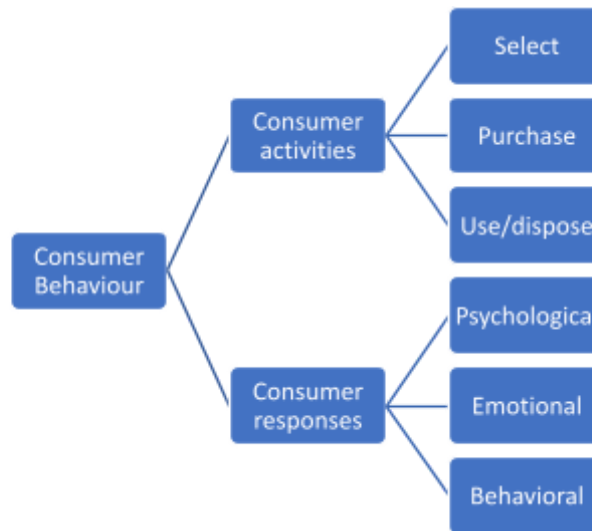 Select
Consumer
activities
Purchase
Use/dispose
Consumer
Behaviour
Psychologica
Consumer
responses
Emotional
Behavioral